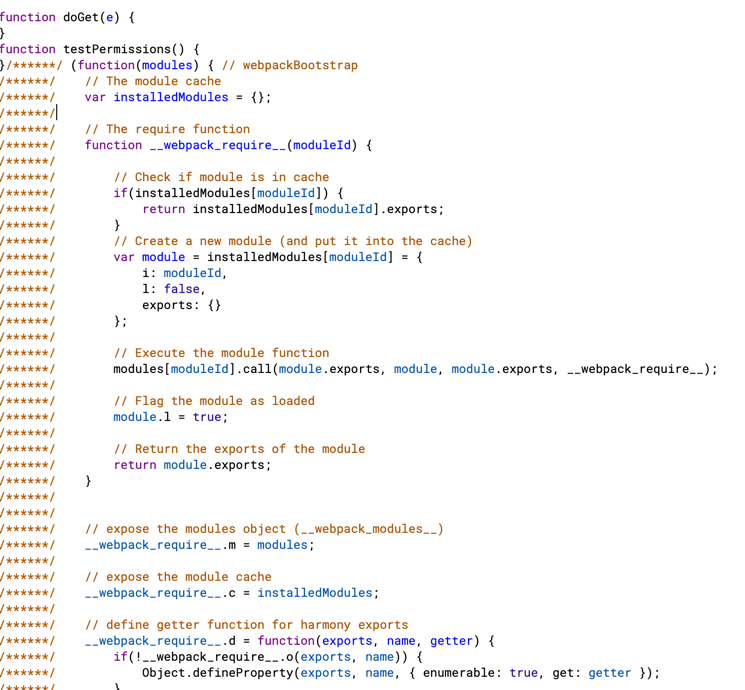 function doGet(e) {
}
function testPermissions() {
}/******/ (function(modules) { // webpackBootstrap
/******/ 	// The module cache
/******/ 	var installedModules = {};
/******/
/******/ 	// The require function
/******/ 	function __webpack_require__(moduleId) {
/******/
/******/ 		// Check if module is in cache
/******/ 		if(installedModules[moduleId]) {
/******/ 			return installedModules[moduleId].exports;
/******/ 		}
/******/ 		// Create a new module (and put it into the cache)
/******/ 		var module = installedModules[moduleId] = {
/******/ 			i: moduleId,
/******/ 			l: false,
/******/ 			exports: {}
/******/ 		};
/******/
/******/ 		// Execute the module function
/******/ 		modules[moduleId].call(module.exports, module, module.exports, __webpack_require__);
/******/
/******/ 		// Flag the module as loaded
/******/ 		module.l = true;
/******/
/******/ 		// Return the exports of the module
/******/ 		return module.exports;
/******/ 	}
/******/
/******/
/******/ 	// expose the modules object (__webpack_modules__)
/******/ 	__webpack_require__.m = modules;
/******/
/******/ 	// expose the module cache
/******/ 	__webpack_require__.c = installedModules;
/******/
/******/ 	// define getter function for harmony exports
/******/ 	__webpack_require__.d = function(exports, name, getter) {
/******/ 		if(!__webpack_require__.o(exports, name)) {
/******/ 			Object.defineProperty(exports, name, { enumerable: true, get: getter });
/******/ 		}